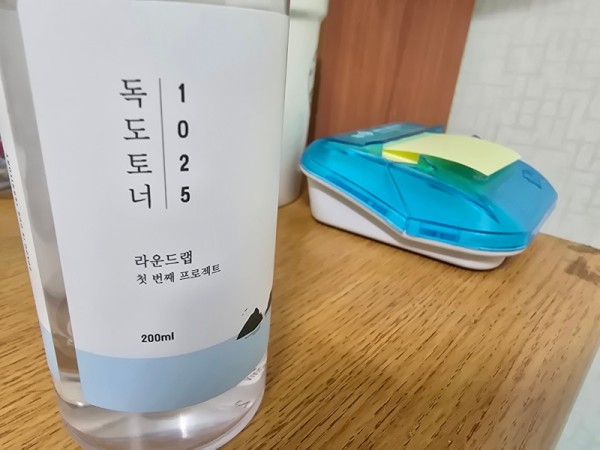 독도토너
1025
라운드랩
첫 번째 프로젝트
200ml